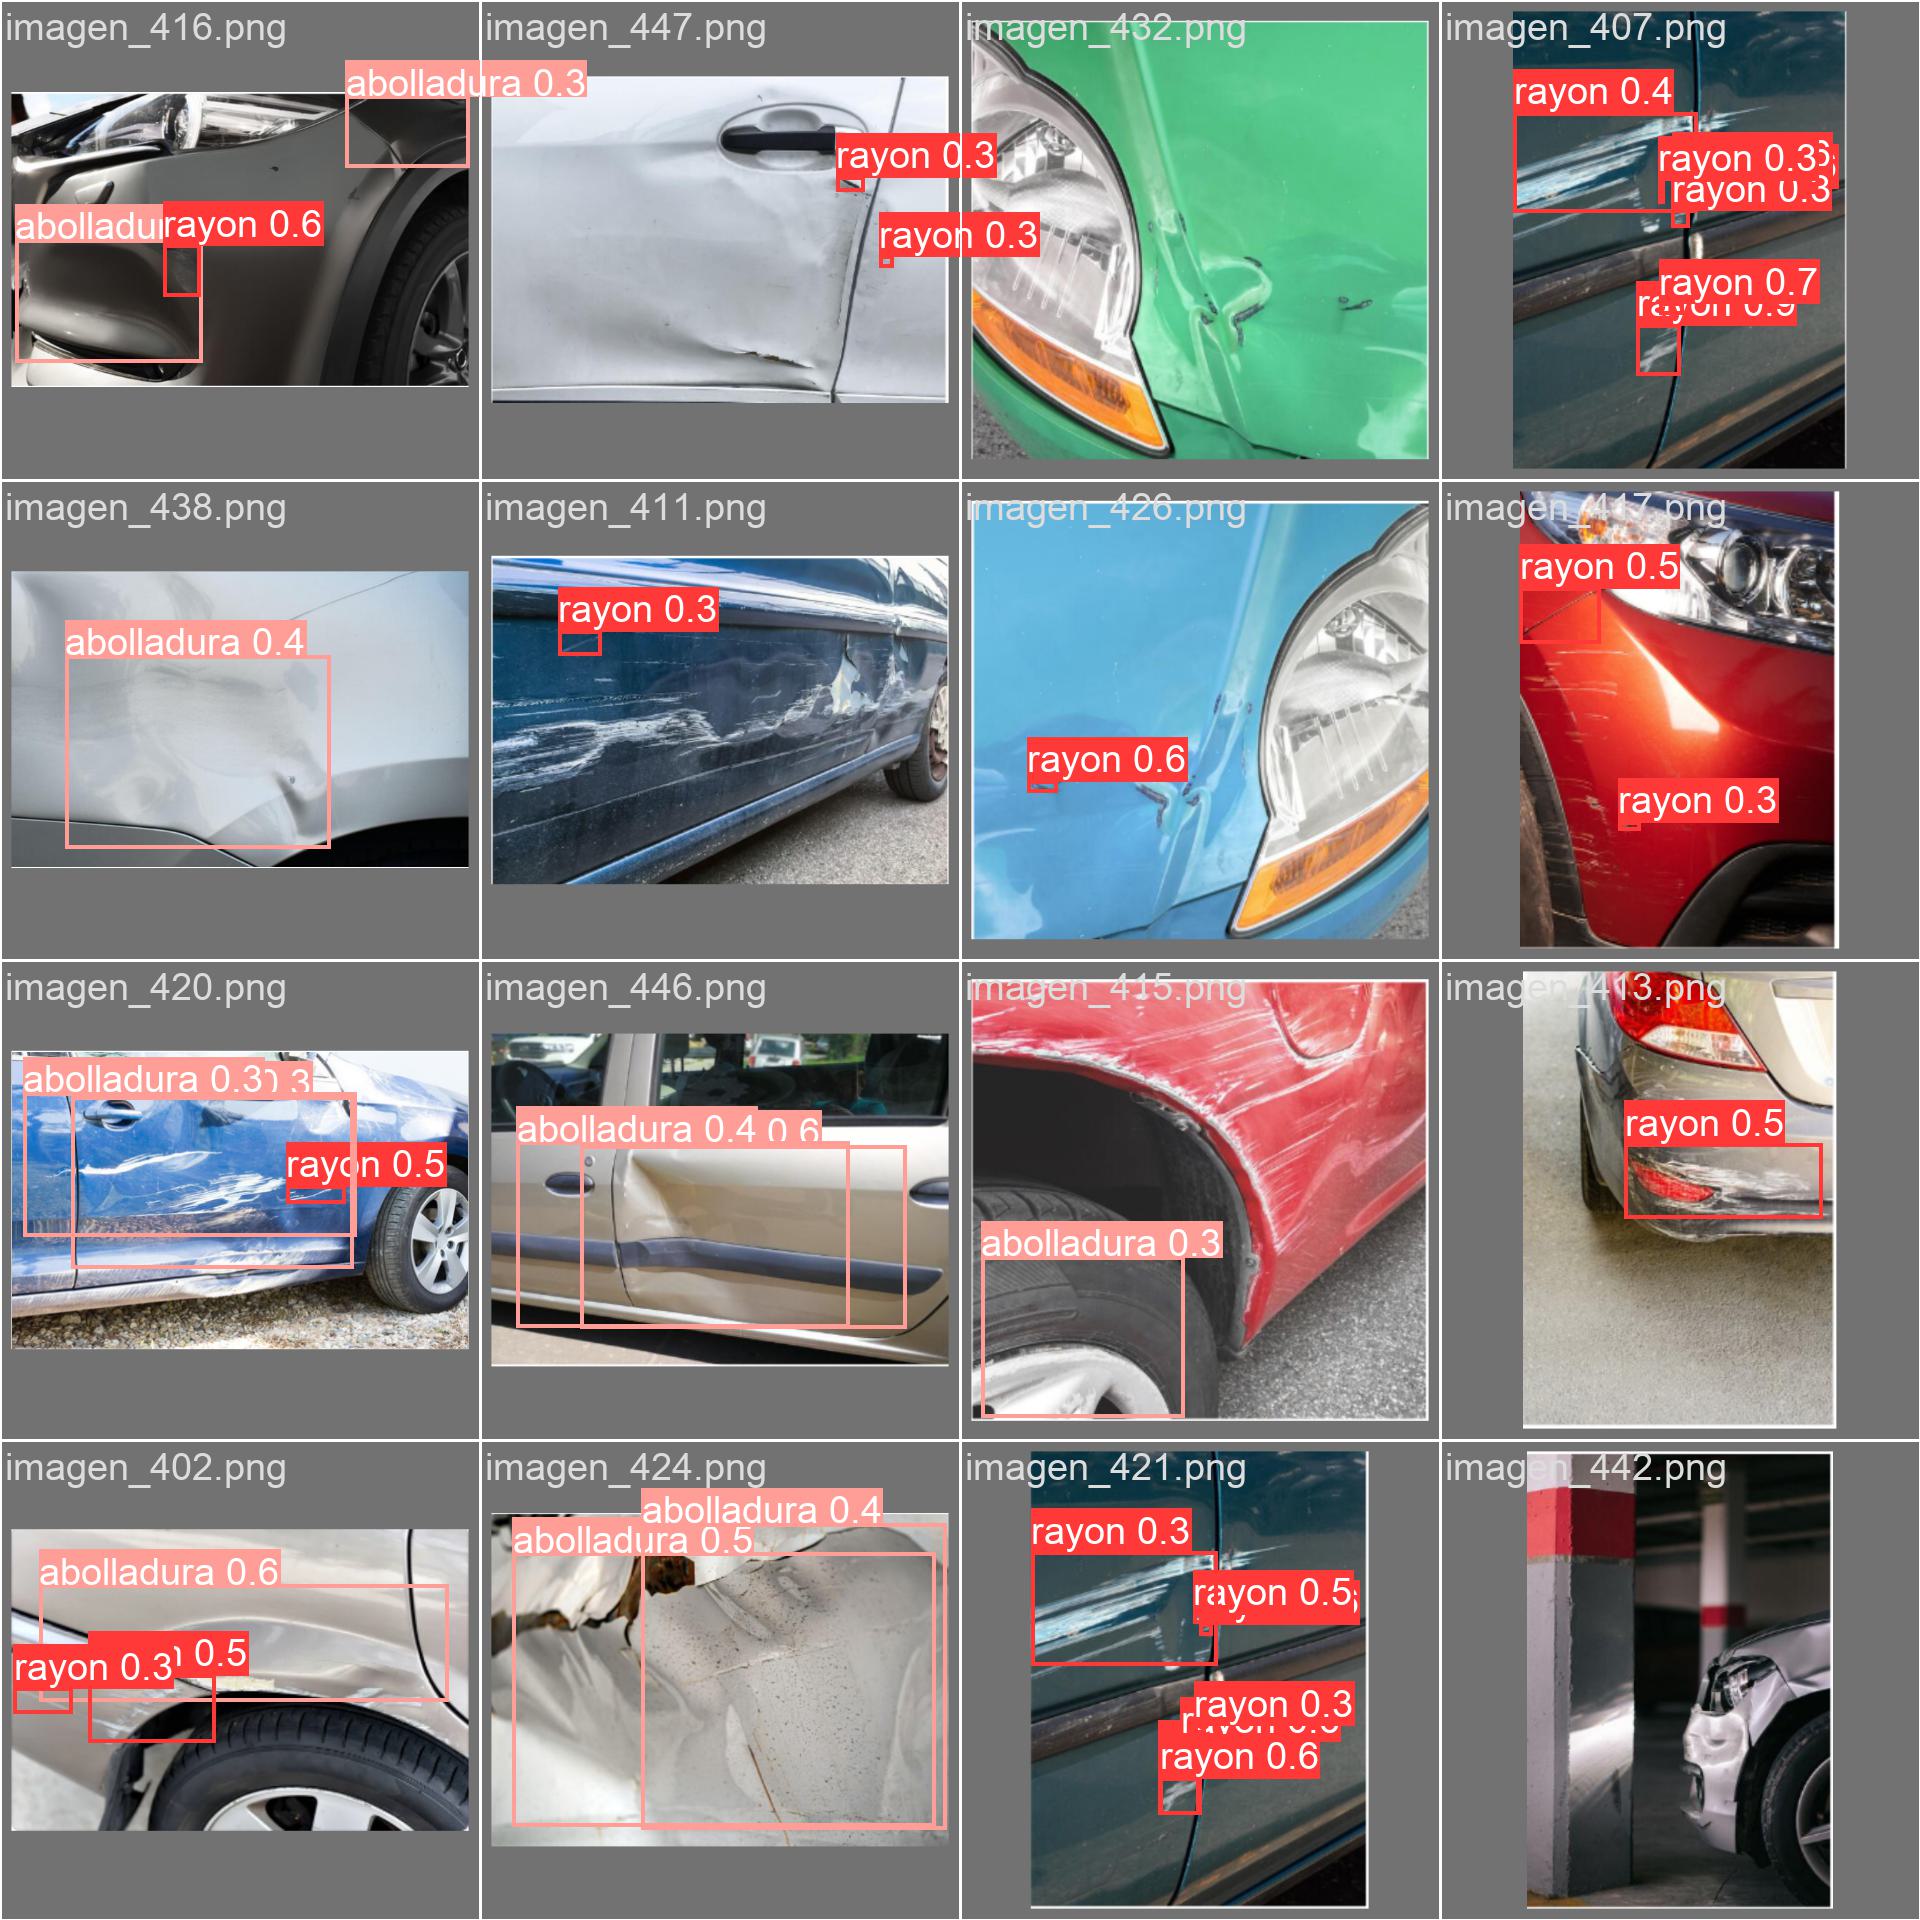 imagen_416.png
abolladura 0.3
rayon 0.6
imagen_447.png
rayon 0.3
rayon 0.3
imagen_432.png
imagen_407.png
rayon 0.4
rayon 0.3
rayon 0.3
rayon 0.7
rayon 0.9
imagen_438.png
abolladura 0.4
imagen_411.png
rayon 0.3
imagen_426.png
rayon 0.6
imagen_417.png
rayon 0.5
rayon 0.3
imagen_420.png
abolladura 0.3
rayon 0.5
imagen_446.png
abolladura 0.4 0.6
imagen_415.png
abolladura 0.3
imagen_413.png
rayon 0.5
imagen_402.png
abolladura 0.6
rayon 0.3
0.5
imagen_424.png
abolladura 0.4
abolladura 0.5
imagen_421.png
rayon 0.3
rayon 0.5
rayon 0.3
rayon 0.6
imagen_442.png